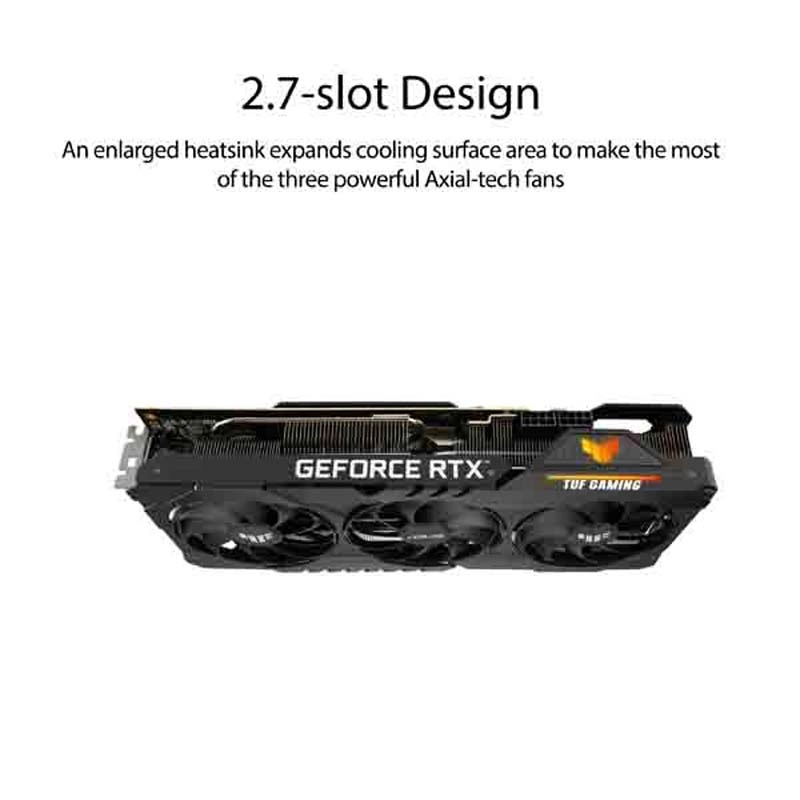 2.7-slot Design
An enlarged heatsink expands cooling surface area to make the most
of the three powerful Axial-tech fans
GEFORCE RTX
TUF GAMING